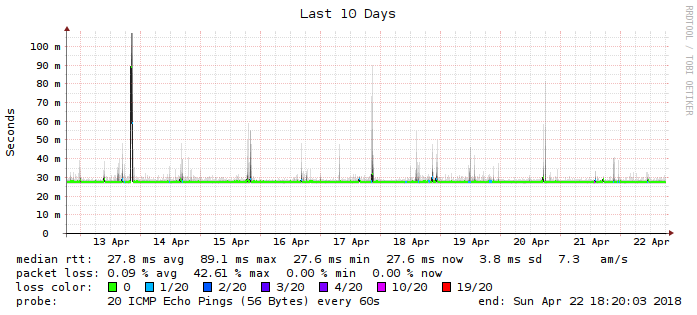 Last 10 Days
RRDTOOL / TOBI OETIKER
Seconds
100 m
90 m
80 m
70 m
60 m
50 m
40 m
30 m
20 m
10 m
0
13 Apr 14 Apr 15 Apr 16 Apr 17 Apr 18 Apr 19 Apr 20 Apr 21 Apr 22 Apr
median rtt: 27.8 ms avg 89.1 ms max 27.6 ms min 27.6 ms now 3.8 ms sd 7.3 am/s
packet loss: 0.09 % avg 42.61 % max 0.00 % min 0.00 % now
loss color: 0 1/20 2/20 3/20 4/20 10/20 19/20
probe: 20 ICMP Echo Pings (56 Bytes) every 60s end: Sun Apr 22 18:20:03 2018